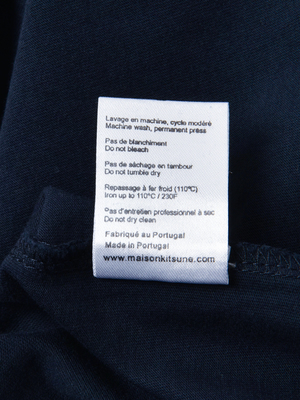 Lavage en machine, cycle modéré
Machine wash, permanent press
Pas de blanchiment
Do not bleach
Pas de séchage en tambour
Do not tumble dry
Repassage à fer froid (110°C)
Iron up to 110°C / 230F
Pas d'entretien professionnel à sec
Do not dry clean
Fabriqué au Portugal
Made in Portugal
www.maisonkitsune.com